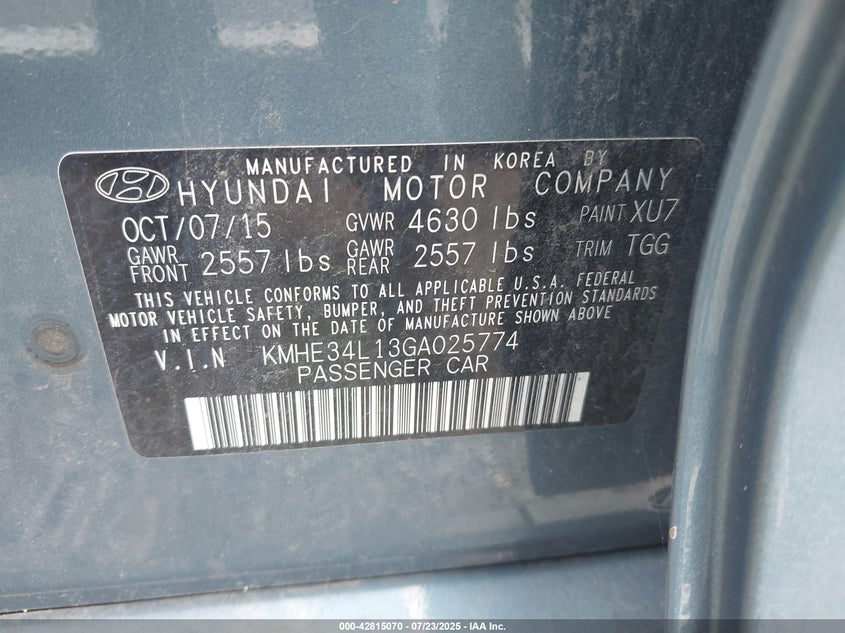 MANUFACTURED IN KOREA BY
HYUNDAI MOTOR COMPANY
OCT/07/15 GVWR 4630 lbs PAINT XU7
GAWR FRONT 2557 lbs GAWR REAR 2557 lbs TRIM TGG
THIS VEHICLE CONFORMS TO ALL APPLICABLE U.S.A. FEDERAL
MOTOR VEHICLE SAFETY, BUMPER, AND THEFT PREVENTION STANDARDS
IN EFFECT ON THE DATE OF MANUFACTURE SHOWN ABOVE
V.I.N KMHE34L13GA025774
PASSENGER CAR
000-42815070 - 07/23/2025 - IAA Inc.